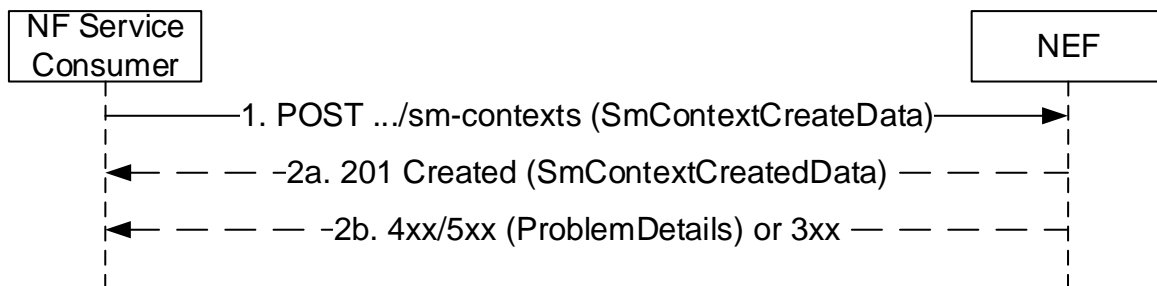 NF Service
Consumer
NEF
1. POST .../sm-contexts (SmContextCreateData)
2a. 201 Created (SmContextCreatedData)
2b. 4xx/5xx (ProblemDetails) or 3xx